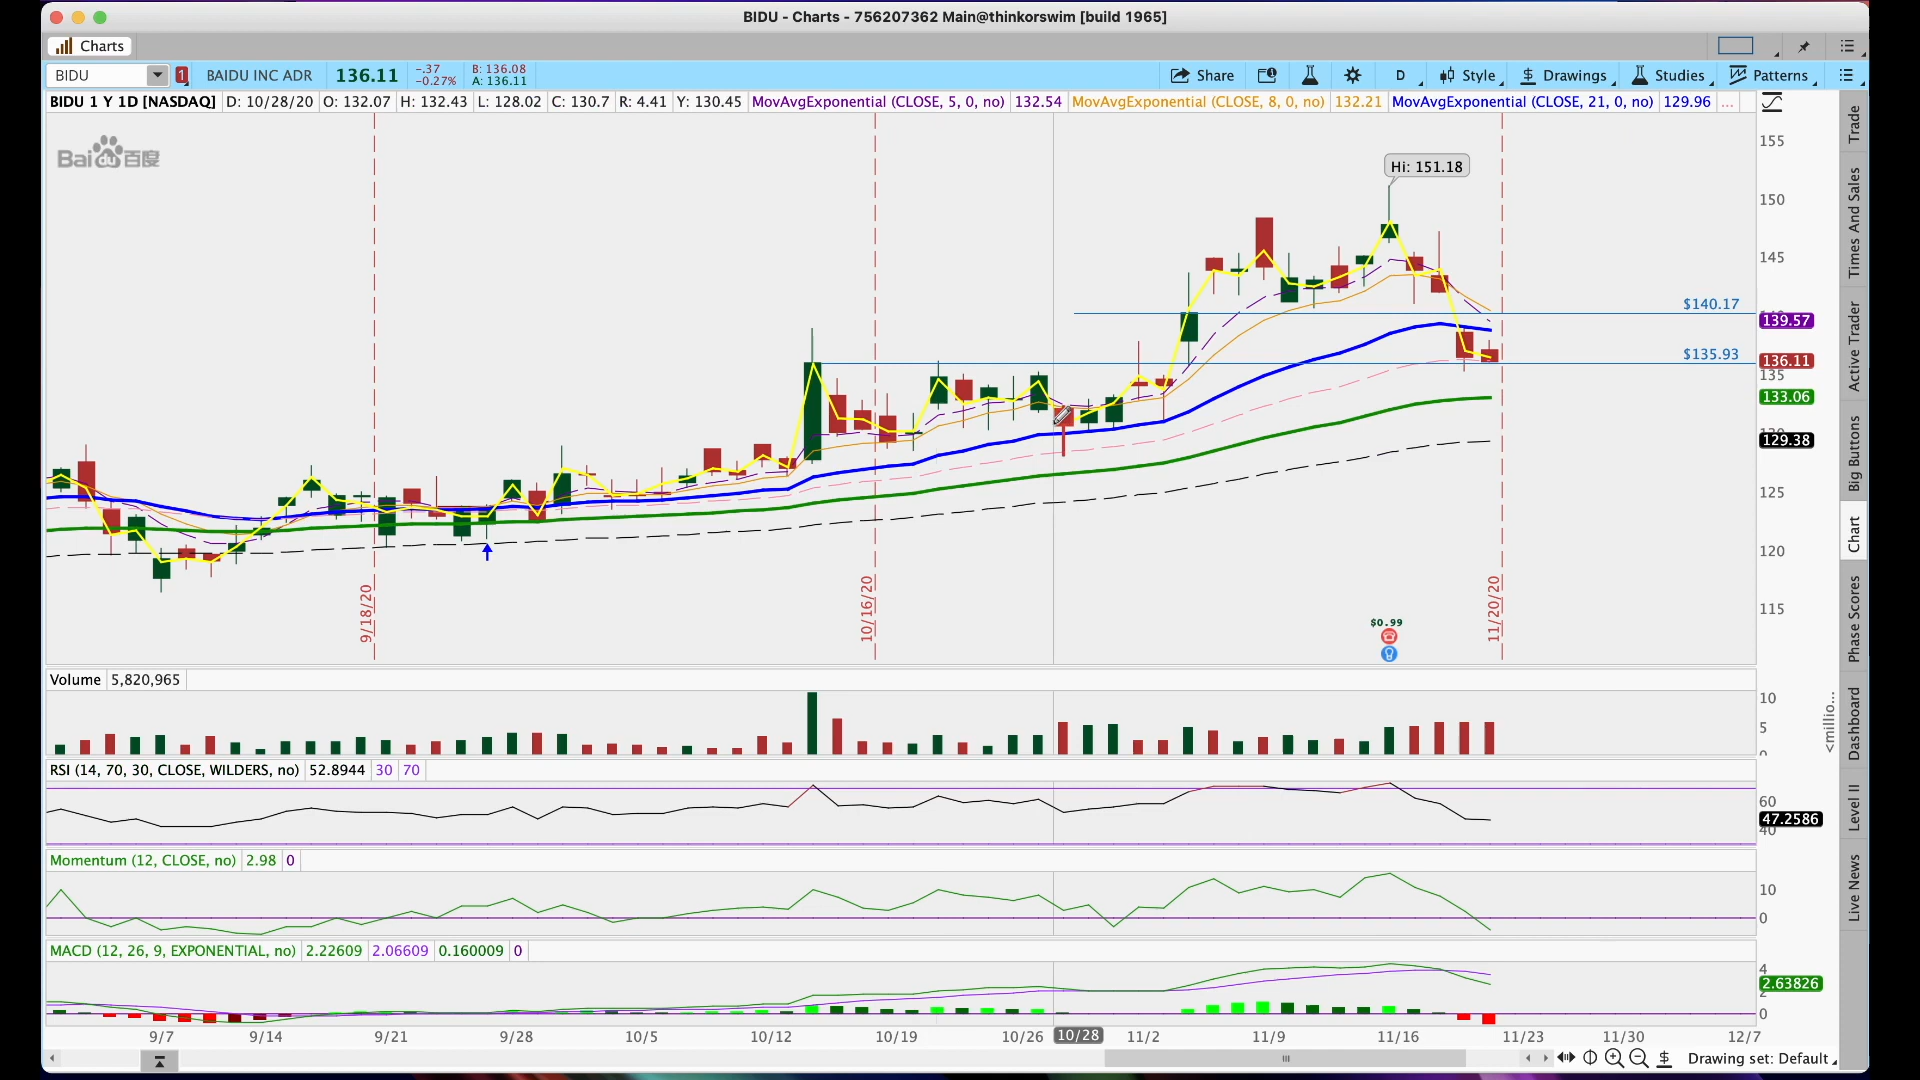 BIDU - Charts - 756207362 Main@thinkorswim [build 1965]
Charts
BIDU 1 BAIDU INC ADR 136.11 -.37 -0.27% B: 136.08 A: 136.11 Share D Style Drawings Studies Patterns
BIDU 1 Y 1D [NASDAQ] D: 10/28/20 O: 132.07 H: 132.43 L: 128.02 C: 130.7 R: 4.41 Y: 130.45 MovAvgExponential (CLOSE, 5, 0, no) 132.54 MovAvgExponential (CLOSE, 8, 0, no) 132.21 MovAvgExponential (CLOSE, 21, 0, no) 129.96 ...
Bai du 百度
Hi: 151.18
$140.17
$135.93
155
150
145
139.57
136.11
135
133.06
129.38
125
120
115
9/18/20
10/16/20
11/20/20
$0.99
Volume 5,820,965
10
5
0
<millio...
RSI (14, 70, 30, CLOSE, WILDERS, no) 52.8944 30 70
60
47.2586
40
Momentum (12, CLOSE, no) 2.98 0
10
0
MACD (12, 26, 9, EXPONENTIAL, no) 2.22609 2.06609 0.160009 0
4
2.63826
2
0
9/7 9/14 9/21 9/28 10/5 10/12 10/19 10/26 10/28 11/2 11/9 11/16 11/23 11/30 12/7
Drawing set: Default
Trade
Times And Sales
Active Trader
Big Buttons
Chart
Phase Scores
Dashboard
Level II
Live News